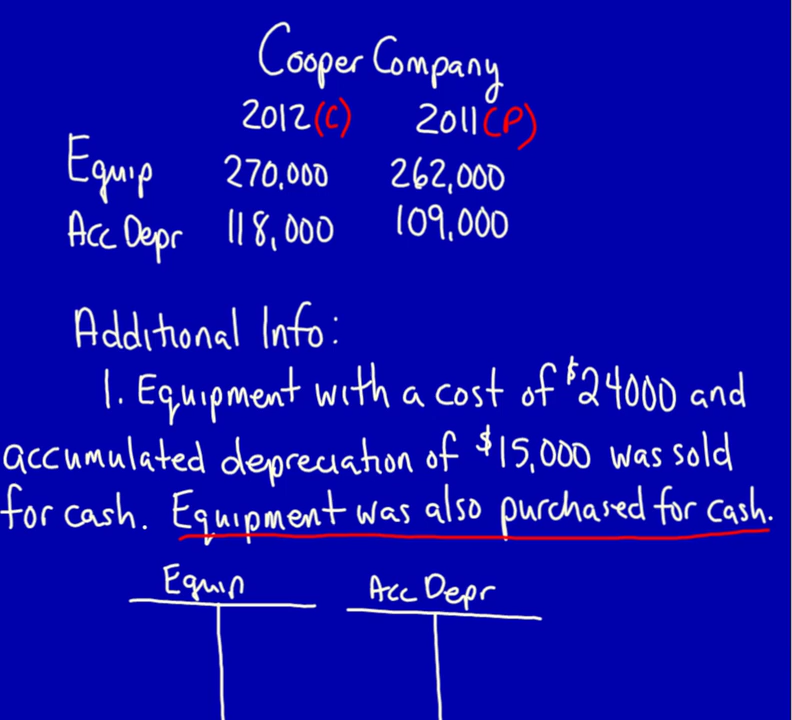 Cooper Company
2012 (C) 2011 (P)
Equip 270,000 262,000
Acc Depr 118,000 109,000
Additional Info:
1. Equipment with a cost of $24000 and
accumulated depreciation of $15,000 was sold
for cash. Equipment was also purchased for cash.
Equip Acc Depr